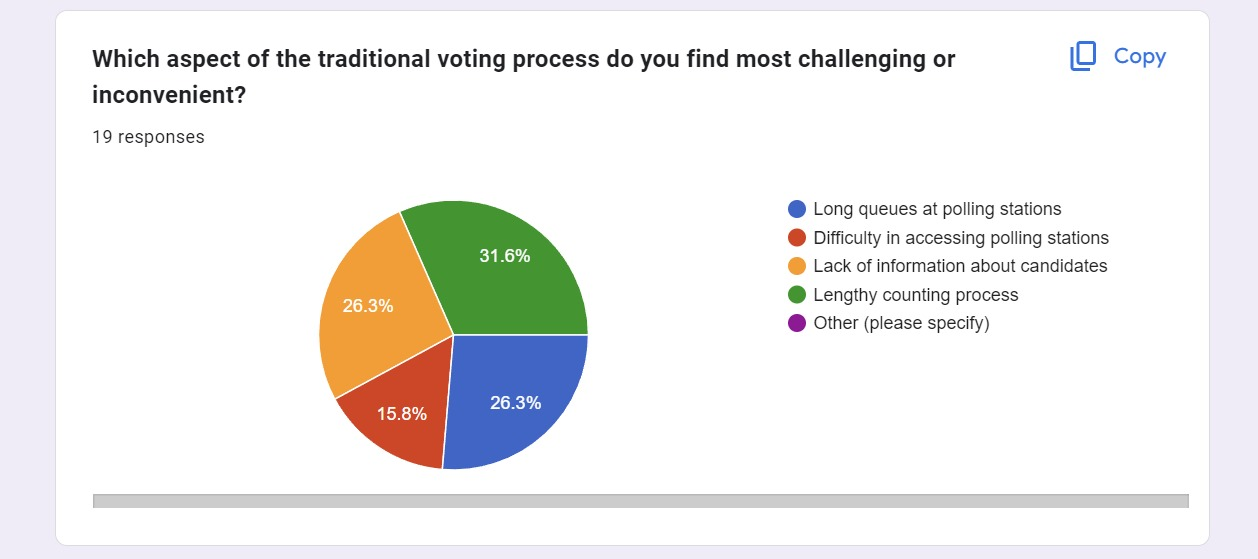 Which aspect of the traditional voting process do you find most challenging or
inconvenient?
Copy
19 responses
31.6%
26.3%
15.8%
26.3%
Long queues at polling stations
Difficulty in accessing polling stations
Lack of information about candidates
Lengthy counting process
Other (please specify)